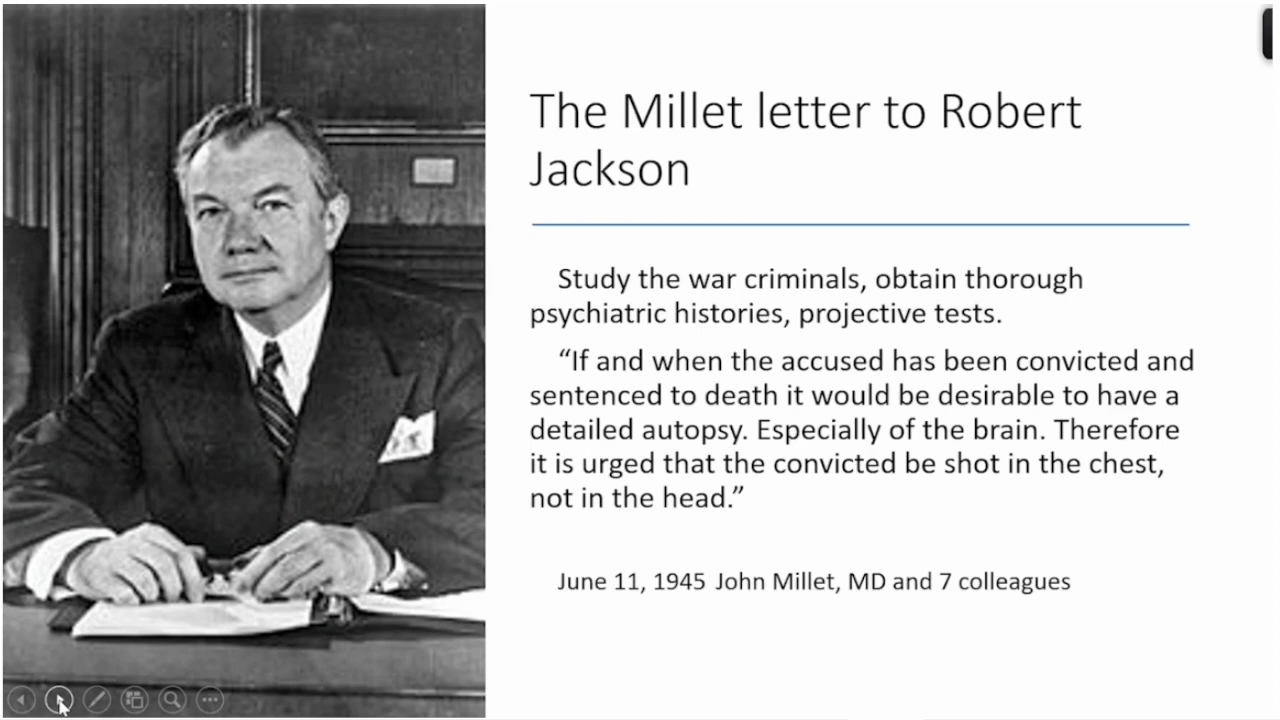 The Millet letter to Robert
Jackson
Study the war criminals, obtain thorough
psychiatric histories, projective tests.
“If and when the accused has been convicted and
sentenced to death it would be desirable to have a
detailed autopsy. Especially of the brain. Therefore
it is urged that the convicted be shot in the chest,
not in the head.”
June 11, 1945 John Millet, MD and 7 colleagues